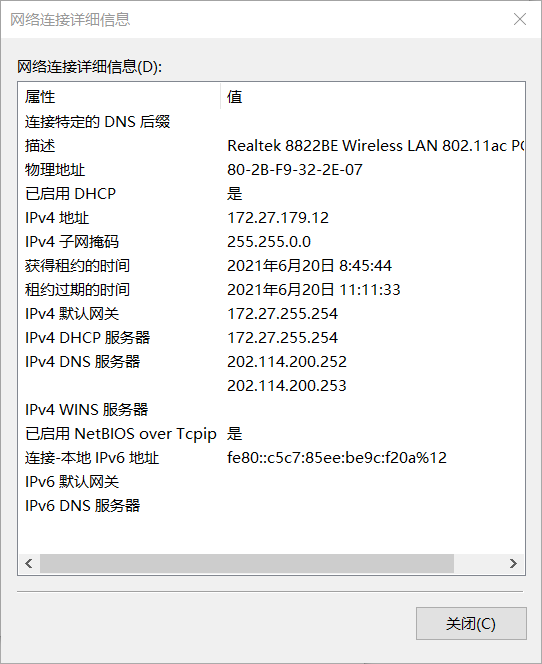 网络连接详细信息
网络连接详细信息(D):
属性 值
连接特定的 DNS 后缀
描述 Realtek 8822BE Wireless LAN 802.11ac PC
物理地址 80-2B-F9-32-2E-07
已启用 DHCP 是
IPv4 地址 172.27.179.12
IPv4 子网掩码 255.255.0.0
获得租约的时间 2021年6月20日 8:45:44
租约过期的时间 2021年6月20日 11:11:33
IPv4 默认网关 172.27.255.254
IPv4 DHCP 服务器 172.27.255.254
IPv4 DNS 服务器 202.114.200.252
202.114.200.253
IPv4 WINS 服务器
已启用 NetBIOS over Tcpip 是
连接-本地 IPv6 地址 fe80::c5c7:85ee:be9c:f20a%12
IPv6 默认网关
IPv6 DNS 服务器
关闭(C)